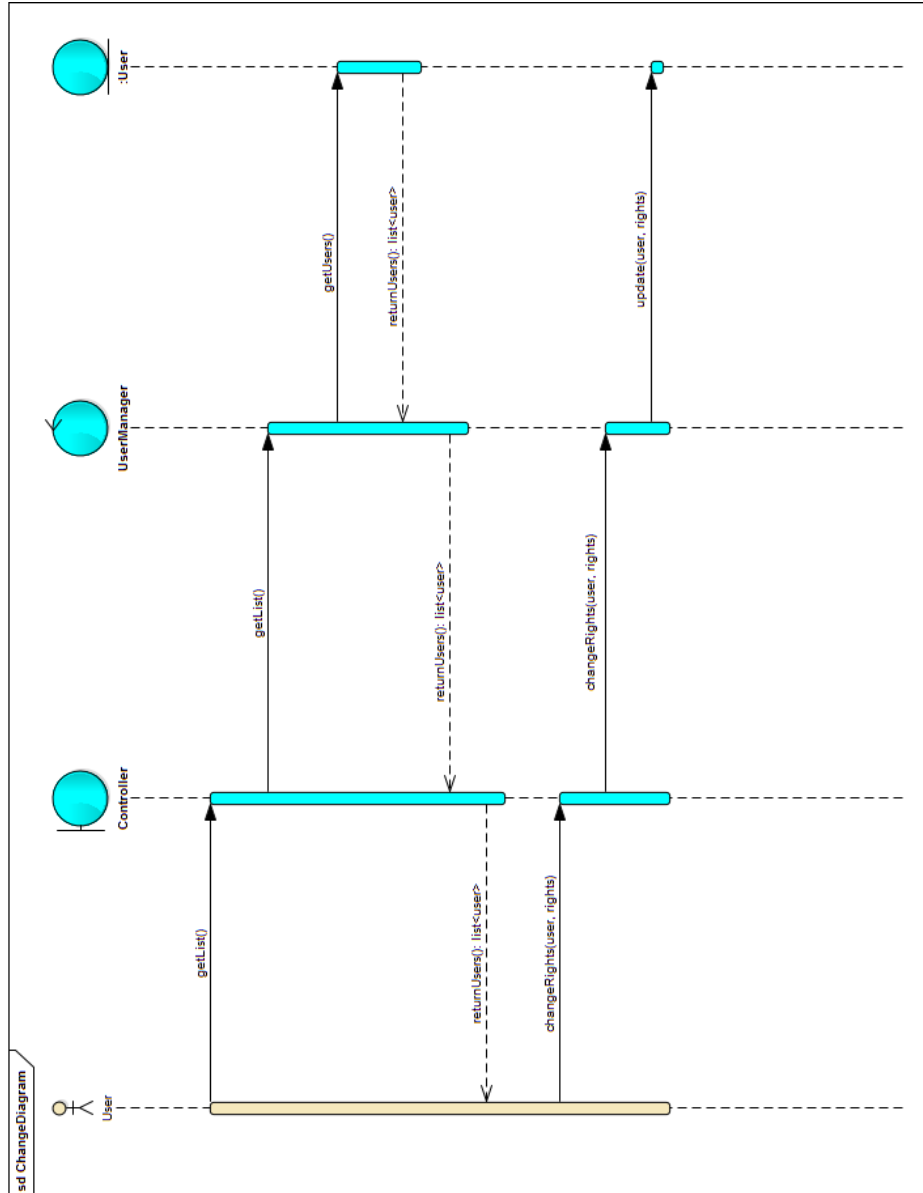 sd ChangeDiagram
User
Controller
UserManager
:User
getList()
getList()
getUsers()
returnUsers(): list<user>
returnUsers(): list<user>
returnUsers(): list<user>
changeRights(user, rights)
changeRights(user, rights)
update(user, rights)